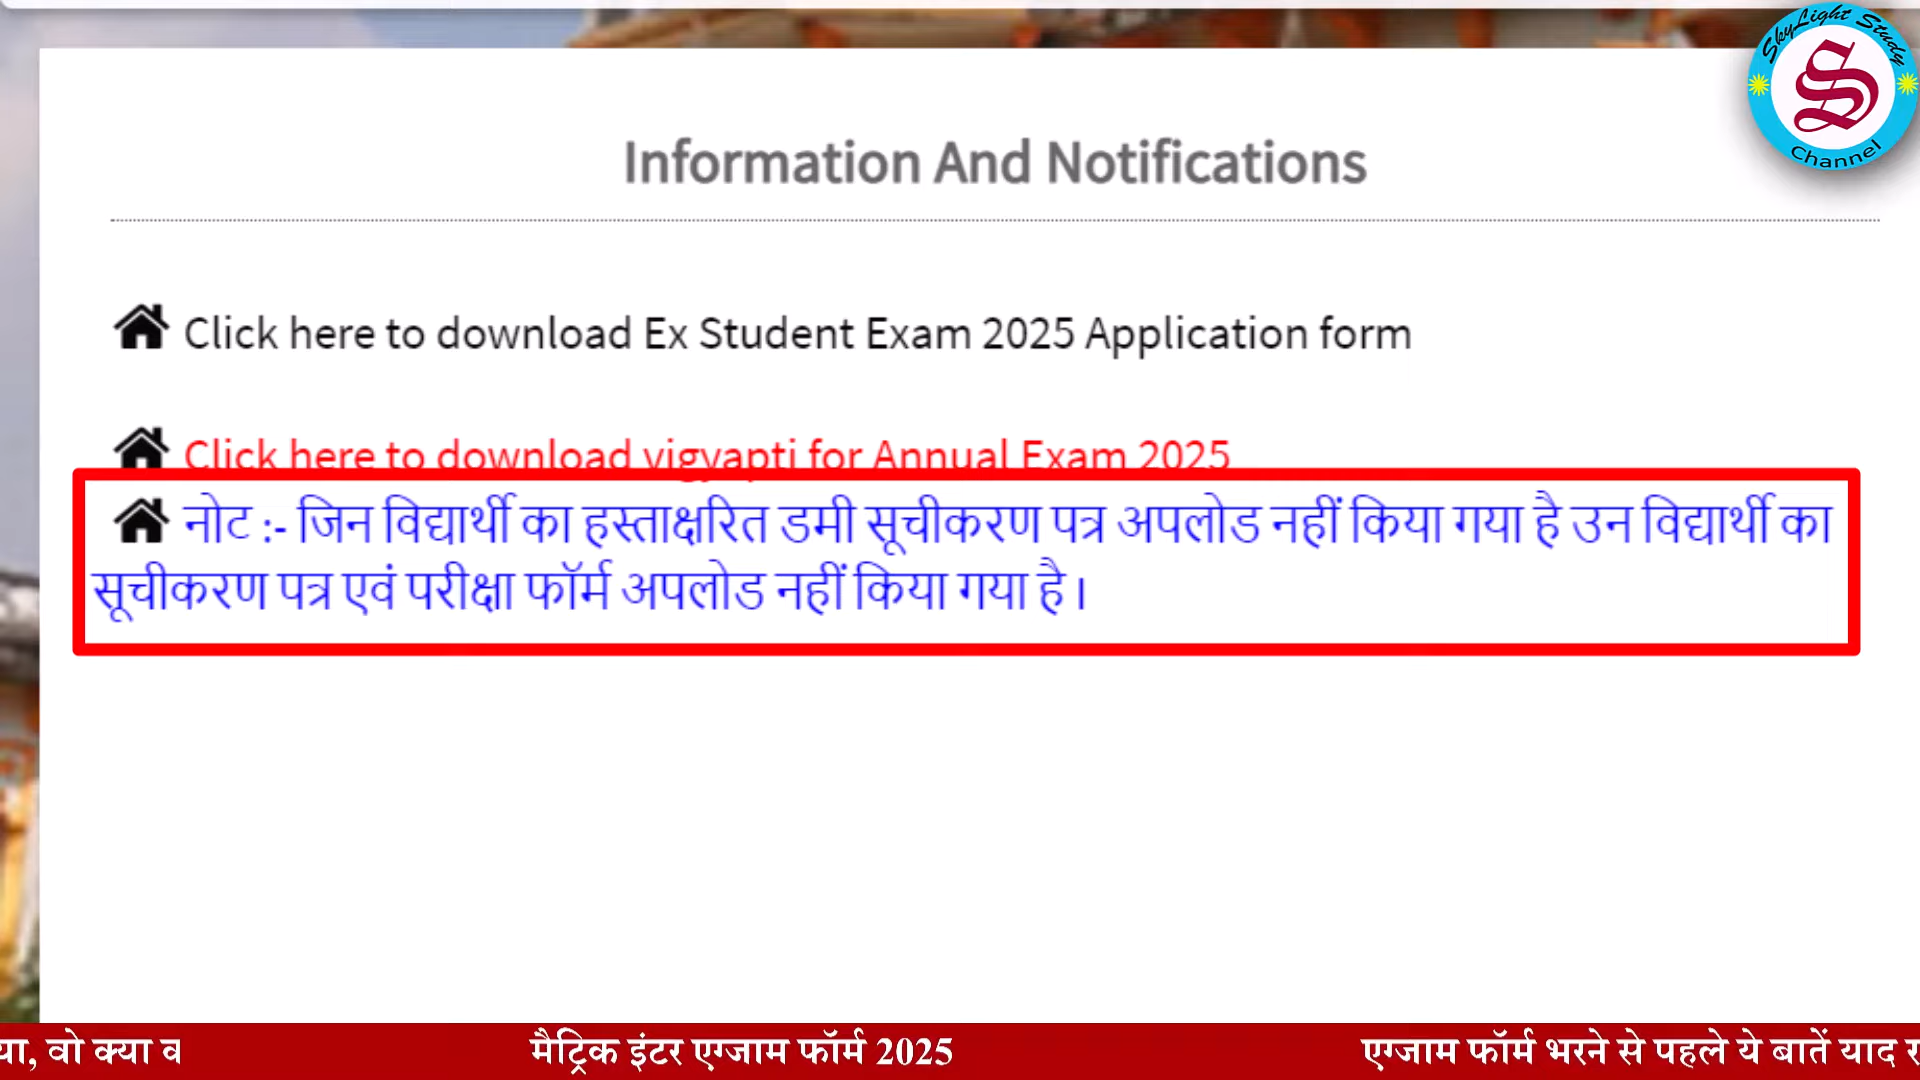 SkyLight Study
S
Channel
Information And Notifications
Click here to download Ex Student Exam 2025 Application form
Click here to download vigyapti for Annual Exam 2025
नोट :- जिन विद्यार्थी का हस्ताक्षरित डमी सूचीकरण पत्र अपलोड नहीं किया गया है उन विद्यार्थी का
सूचीकरण पत्र एवं परीक्षा फॉर्म अपलोड नहीं किया गया है।
या, वो क्या व मैट्रिक इंटर एग्जाम फॉर्म 2025 एग्जाम फॉर्म भरने से पहले ये बातें याद र